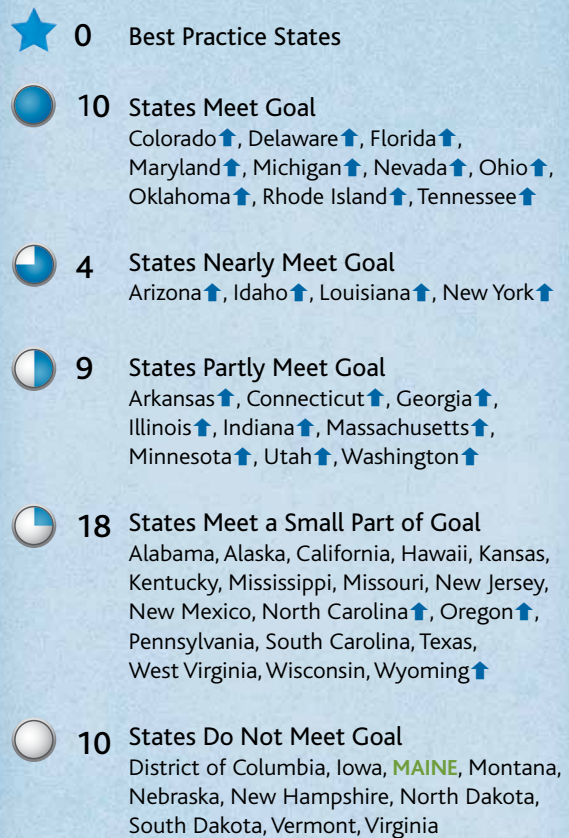 0 Best Practice States
10 States Meet Goal
Colorado⬆, Delaware⬆, Florida⬆,
Maryland⬆, Michigan⬆, Nevada⬆, Ohio⬆,
Oklahoma⬆, Rhode Island⬆, Tennessee⬆
4 States Nearly Meet Goal
Arizona⬆, Idaho⬆, Louisiana⬆, New York⬆
9 States Partly Meet Goal
Arkansas⬆, Connecticut⬆, Georgia⬆,
Illinois⬆, Indiana⬆, Massachusetts⬆,
Minnesota⬆, Utah⬆, Washington⬆
18 States Meet a Small Part of Goal
Alabama, Alaska, California, Hawaii, Kansas,
Kentucky, Mississippi, Missouri, New Jersey,
New Mexico, North Carolina⬆, Oregon⬆,
Pennsylvania, South Carolina, Texas,
West Virginia, Wisconsin, Wyoming⬆
10 States Do Not Meet Goal
District of Columbia, Iowa, MAINE, Montana,
Nebraska, New Hampshire, North Dakota,
South Dakota, Vermont, Virginia